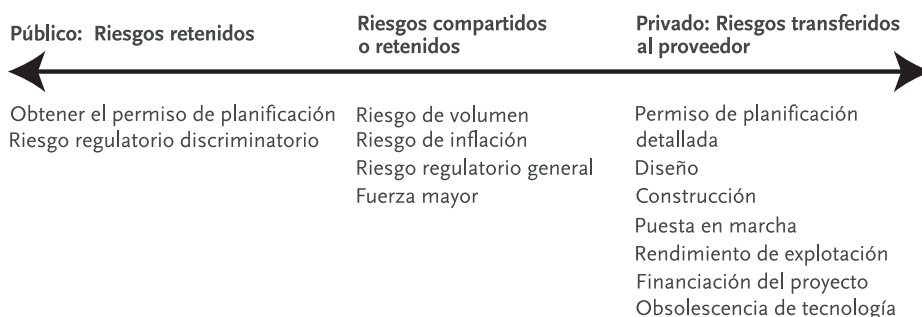 Público: Riesgos retenidos
Obtener el permiso de planificación
Riesgo regulatorio discriminatorio
Riesgos compartidos
o retenidos
Riesgo de volumen
Riesgo de inflación
Riesgo regulatorio general
Fuerza mayor
Privado: Riesgos transferidos
al proveedor
Permiso de planificación
detallada
Diseño
Construcción
Puesta en marcha
Rendimiento de explotación
Financiación del proyecto
Obsolescencia de tecnología